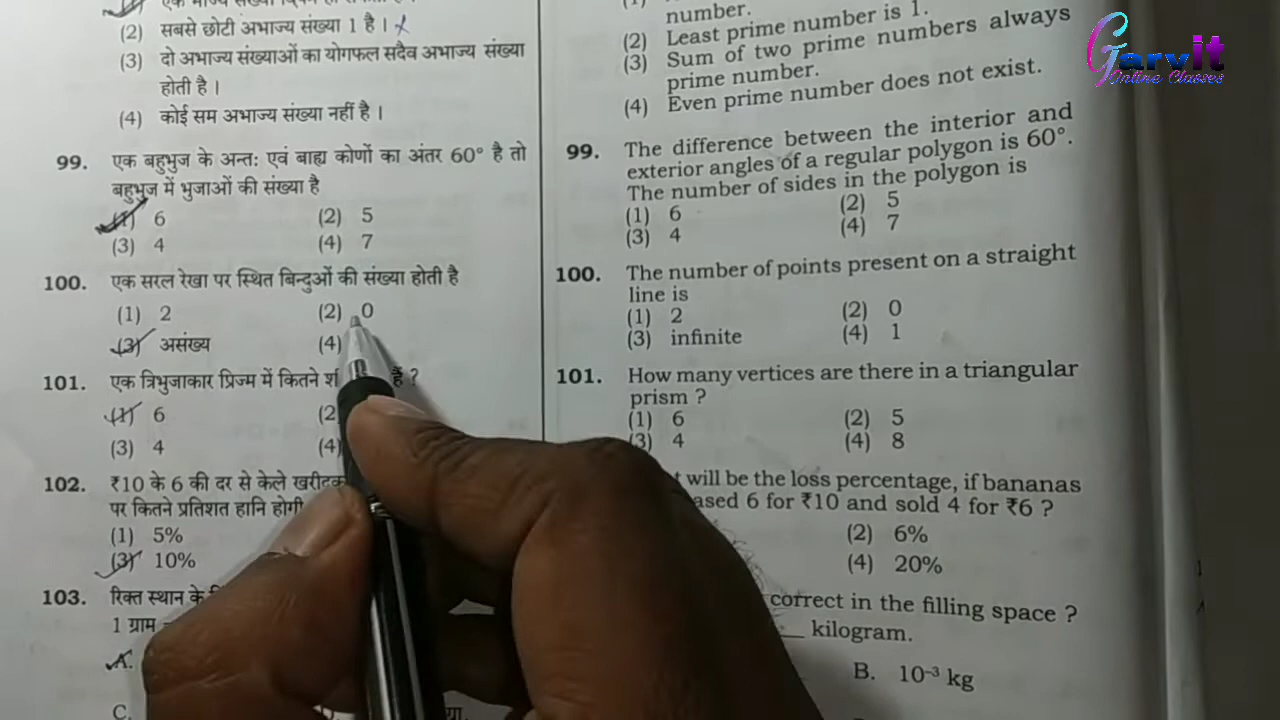 (2) सबसे छोटी अभाज्य संख्या 1 है ।
(3) दो अभाज्य संख्याओं का योगफल सदैव अभाज्य संख्या
होती है ।
(4) कोई सम अभाज्य संख्या नहीं है ।
99. एक बहुभुज के अन्तः एवं बाह्य कोणों का अंतर 60° है तो
बहुभुज में भुजाओं की संख्या है
(1) 6 (2) 5
(3) 4 (4) 7
100. एक सरल रेखा पर स्थित बिन्दुओं की संख्या होती है
(1) 2 (2) 0
(3) असंख्य (4)
101. एक त्रिभुजाकार प्रिज्म में कितने हैं ?
(1) 6 (2
(3) 4 (4)
102. ₹10 के 6 की दर से केले
पर कितने प्रतिशत हानि होगी
(1) 5%
(3) 10%
103. रिक्त स्थान के
1 ग्राम
A.
C. ग्रा.
number.
(2) Least prime number is 1.
(3) Sum of two prime numbers always
prime number.
(4) Even prime number does not exist.
99. The difference between the interior and
exterior angles of a regular polygon is 60°.
The number of sides in the polygon is
(1) 6 (2) 5
(3) 4 (4) 7
100. The number of points present on a straight
line is
(1) 2 (2) 0
(3) infinite (4) 1
101. How many vertices are there in a triangular
prism ?
(1) 6 (2) 5
(3) 4 (4) 8
will be the loss percentage, if bananas
ased 6 for ₹10 and sold 4 for ₹6 ?
(2) 6%
(4) 20%
correct in the filling space ?
__ kilogram.
B. 10⁻³ kg
Garvit
Online Classes